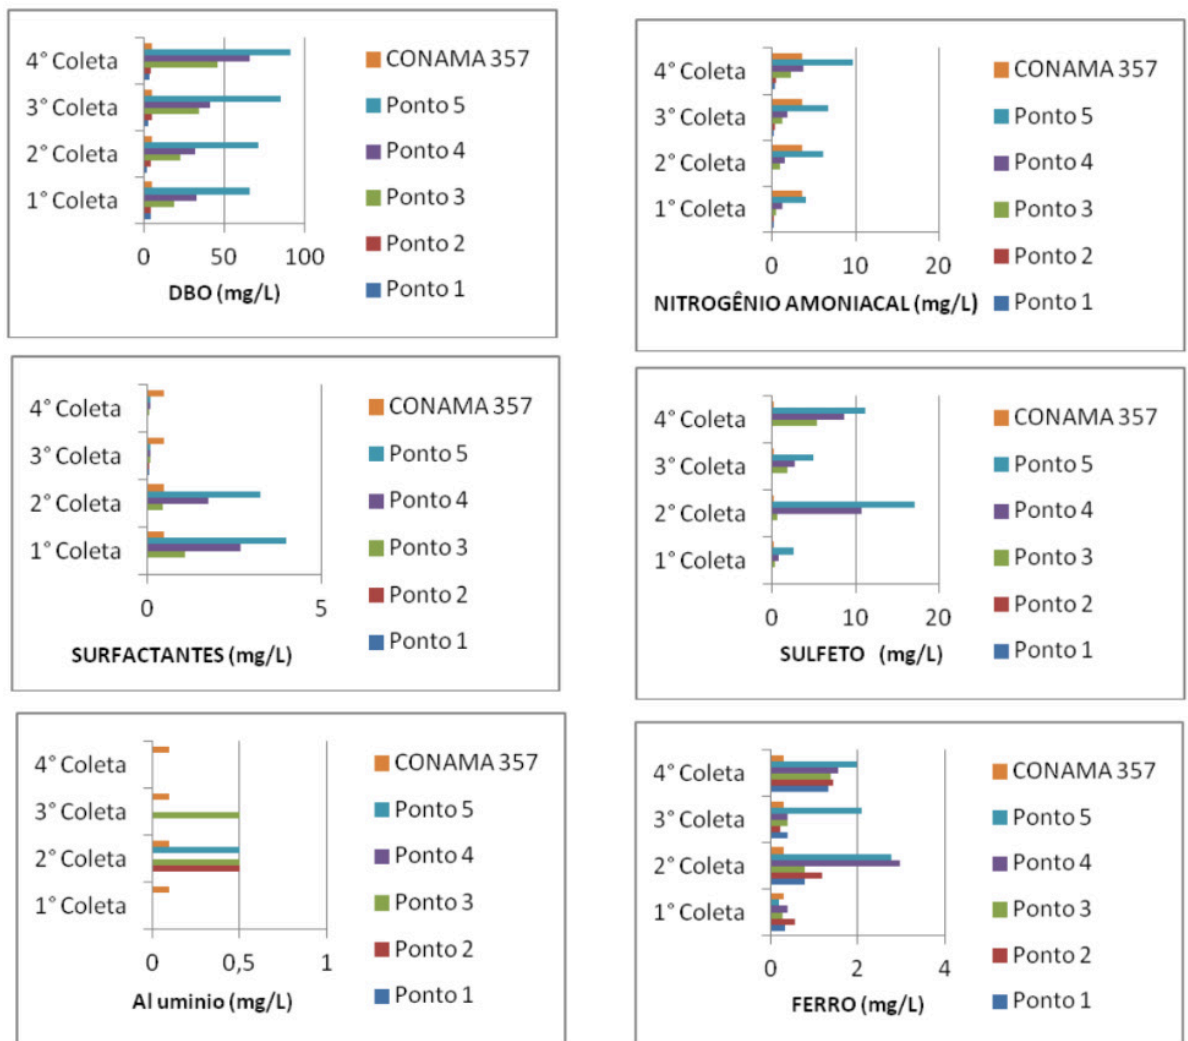 4° Coleta
3° Coleta
2° Coleta
1° Coleta
0 50 100
DBO (mg/L)
CONAMA 357
Ponto 5
Ponto 4
Ponto 3
Ponto 2
Ponto 1
4° Coleta
3° Coleta
2° Coleta
1° Coleta
0 10 20
NITROGÊNIO AMONIACAL (mg/L)
CONAMA 357
Ponto 5
Ponto 4
Ponto 3
Ponto 2
Ponto 1
4° Coleta
3° Coleta
2° Coleta
1° Coleta
0 5
SURFACTANTES (mg/L)
CONAMA 357
Ponto 5
Ponto 4
Ponto 3
Ponto 2
Ponto 1
4° Coleta
3° Coleta
2° Coleta
1° Coleta
0 10 20
SULFETO (mg/L)
CONAMA 357
Ponto 5
Ponto 4
Ponto 3
Ponto 2
Ponto 1
4° Coleta
3° Coleta
2° Coleta
1° Coleta
0 0,5 1
Al uminio (mg/L)
CONAMA 357
Ponto 5
Ponto 4
Ponto 3
Ponto 2
Ponto 1
4° Coleta
3° Coleta
2° Coleta
1° Coleta
0 2 4
FERRO (mg/L)
CONAMA 357
Ponto 5
Ponto 4
Ponto 3
Ponto 2
Ponto 1